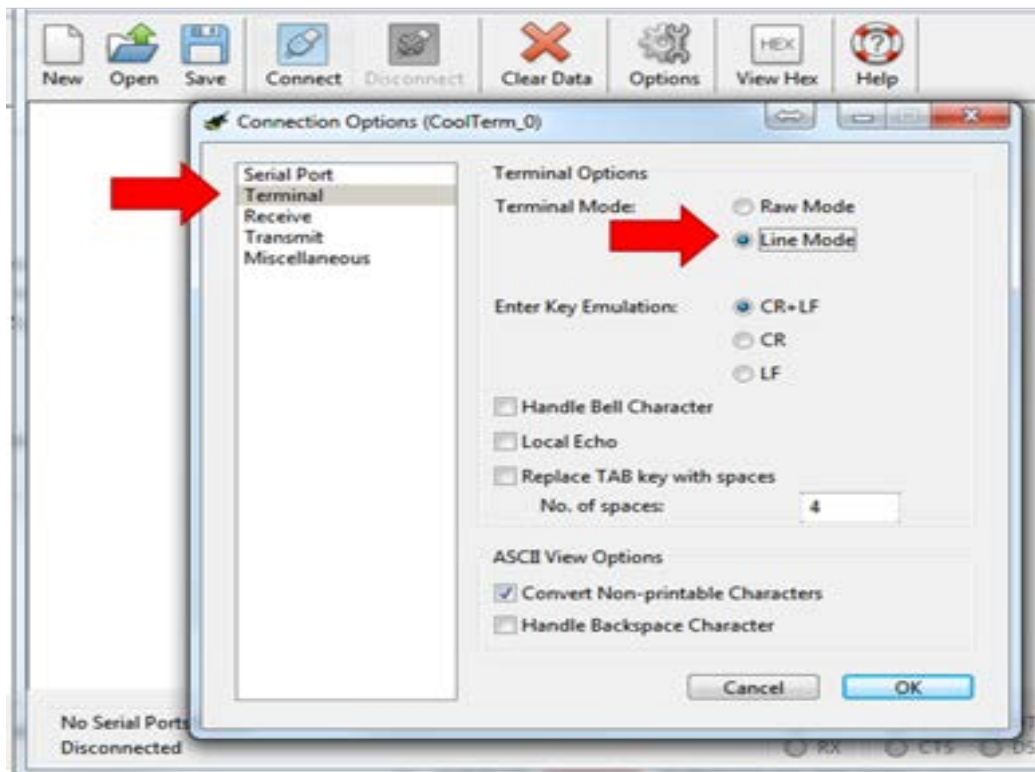 New Open Save Connect Disconnect Clear Data Options View Hex Help
HEX
Connection Options (CoolTerm_0)
Serial Port
Terminal
Receive
Transmit
Miscellaneous
Terminal Options
Terminal Mode: Raw Mode
Line Mode
Enter Key Emulation: CR+LF
CR
LF
Handle Bell Character
Local Echo
Replace TAB key with spaces
No. of spaces: 4
ASCII View Options
Convert Non-printable Characters
Handle Backspace Character
Cancel OK
No Serial Ports
Disconnected
RX CTS